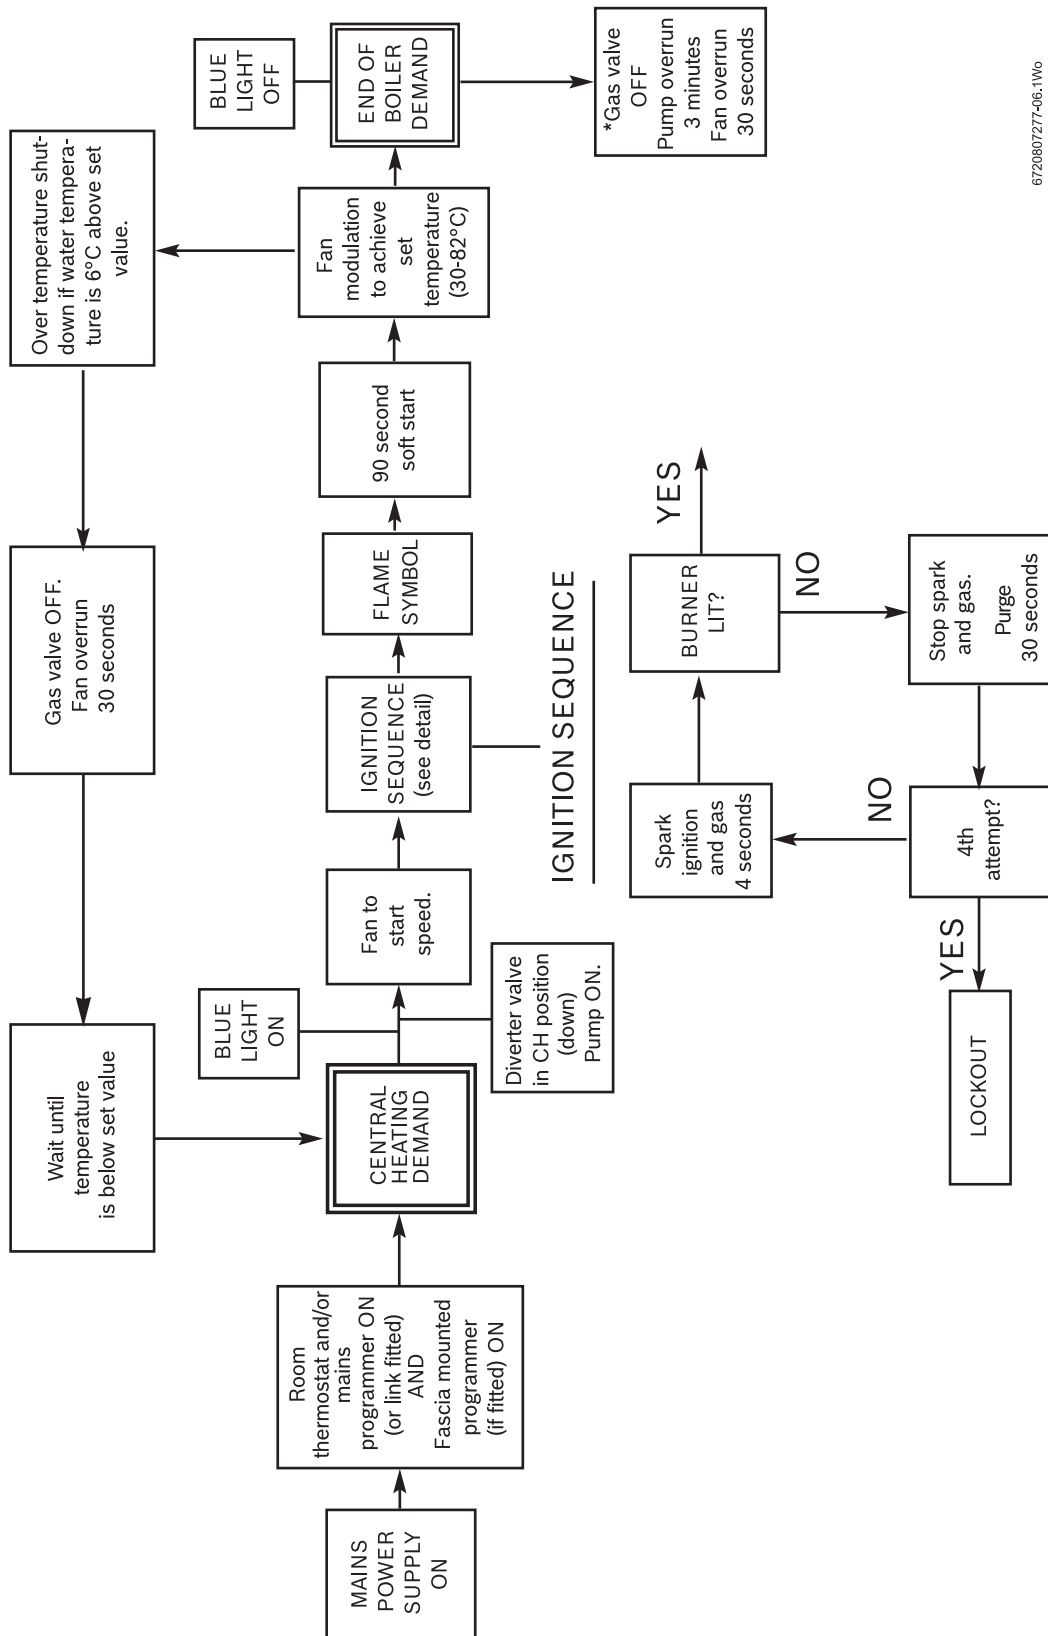 MAINS
POWER
SUPPLY
ON
Room
thermostat and/or
mains
programmer ON
(or link fitted)
AND
Fascia mounted
programmer
(if fitted) ON
Wait until
temperature
is below set value
Gas valve OFF.
Fan overrun
30 seconds
Over temperature shut-
down if water tempera-
ture is 6°C above set
value.
CENTRAL
HEATING
DEMAND
BLUE
LIGHT
ON
Diverter valve
in CH position
(down)
Pump ON.
Fan to
start
speed.
IGNITION
SEQUENCE
(see detail)
FLAME
SYMBOL
90 second
soft start
Fan
modulation
to achieve
set
temperature
(30-82°C)
BLUE
LIGHT
OFF
END OF
BOILER
DEMAND
*Gas valve
OFF
Pump overrun
3 minutes
Fan overrun
30 seconds
IGNITION SEQUENCE
Spark
ignition
and gas
4 seconds
BURNER
LIT?
YES
NO
Stop spark
and gas.
Purge
30 seconds
4th
attempt?
NO
YES
LOCKOUT
6720807277-06.1Wo